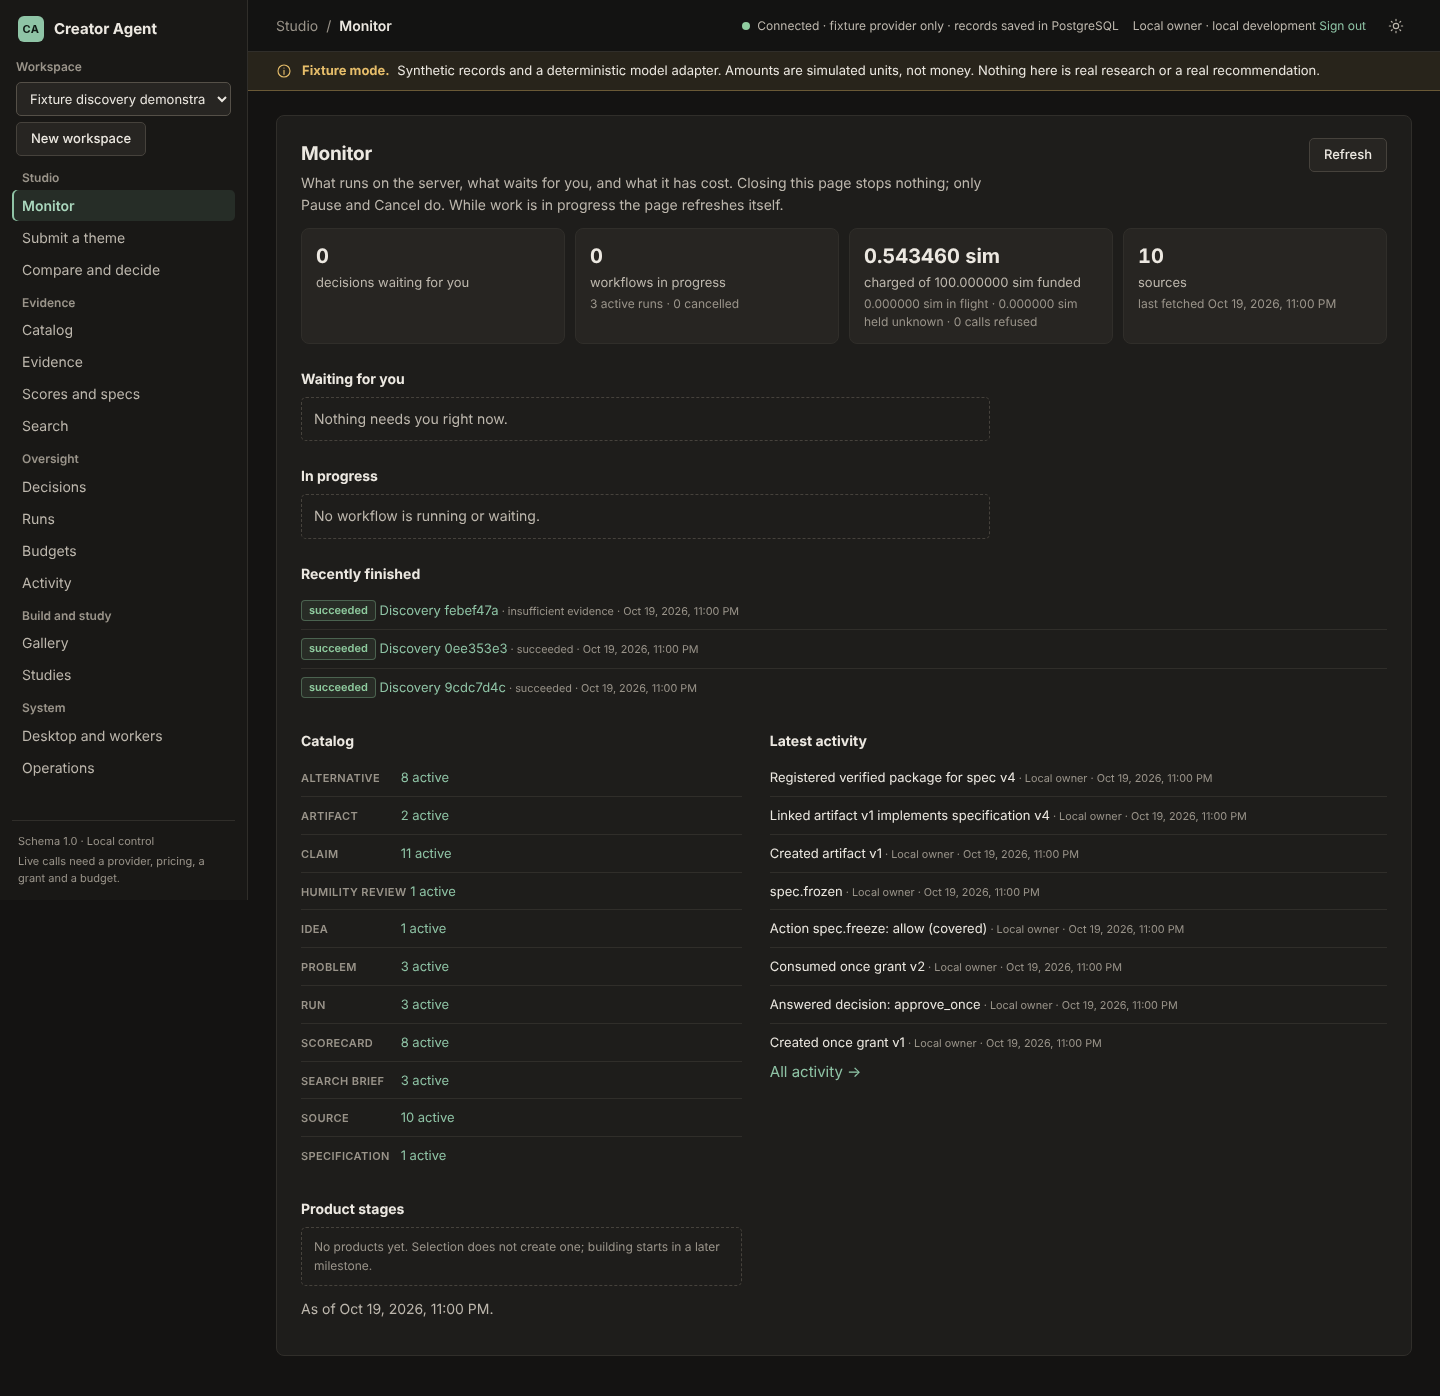 CA Creator Agent
Workspace
Fixture discovery demonstra
New workspace
Studio
Monitor
Submit a theme
Compare and decide
Evidence
Catalog
Evidence
Scores and specs
Search
Oversight
Decisions
Runs
Budgets
Activity
Build and study
Gallery
Studies
System
Desktop and workers
Operations
Schema 1.0 · Local control
Live calls need a provider, pricing, a
grant and a budget.
Studio / Monitor
Connected · fixture provider only · records saved in PostgreSQL Local owner · local development Sign out
Fixture mode. Synthetic records and a deterministic model adapter. Amounts are simulated units, not money. Nothing here is real research or a real recommendation.
Monitor
Refresh
What runs on the server, what waits for you, and what it has cost. Closing this page stops nothing; only
Pause and Cancel do. While work is in progress the page refreshes itself.
0
decisions waiting for you
0
workflows in progress
3 active runs · 0 cancelled
0.543460 sim
charged of 100.000000 sim funded
0.000000 sim in flight · 0.000000 sim
held unknown · 0 calls refused
10
sources
last fetched Oct 19, 2026, 11:00 PM
Waiting for you
Nothing needs you right now.
In progress
No workflow is running or waiting.
Recently finished
succeeded Discovery febef47a · insufficient evidence · Oct 19, 2026, 11:00 PM
succeeded Discovery 0ee353e3 · succeeded · Oct 19, 2026, 11:00 PM
succeeded Discovery 9cdc7d4c · succeeded · Oct 19, 2026, 11:00 PM
Catalog
ALTERNATIVE 8 active
ARTIFACT 2 active
CLAIM 11 active
HUMILITY REVIEW 1 active
IDEA 1 active
PROBLEM 3 active
RUN 3 active
SCORECARD 8 active
SEARCH BRIEF 3 active
SOURCE 10 active
SPECIFICATION 1 active
Latest activity
Registered verified package for spec v4 · Local owner · Oct 19, 2026, 11:00 PM
Linked artifact v1 implements specification v4 · Local owner · Oct 19, 2026, 11:00 PM
Created artifact v1 · Local owner · Oct 19, 2026, 11:00 PM
spec.frozen · Local owner · Oct 19, 2026, 11:00 PM
Action spec.freeze: allow (covered) · Local owner · Oct 19, 2026, 11:00 PM
Consumed once grant v2 · Local owner · Oct 19, 2026, 11:00 PM
Answered decision: approve_once · Local owner · Oct 19, 2026, 11:00 PM
Created once grant v1 · Local owner · Oct 19, 2026, 11:00 PM
All activity →
Product stages
No products yet. Selection does not create one; building starts in a later
milestone.
As of Oct 19, 2026, 11:00 PM.